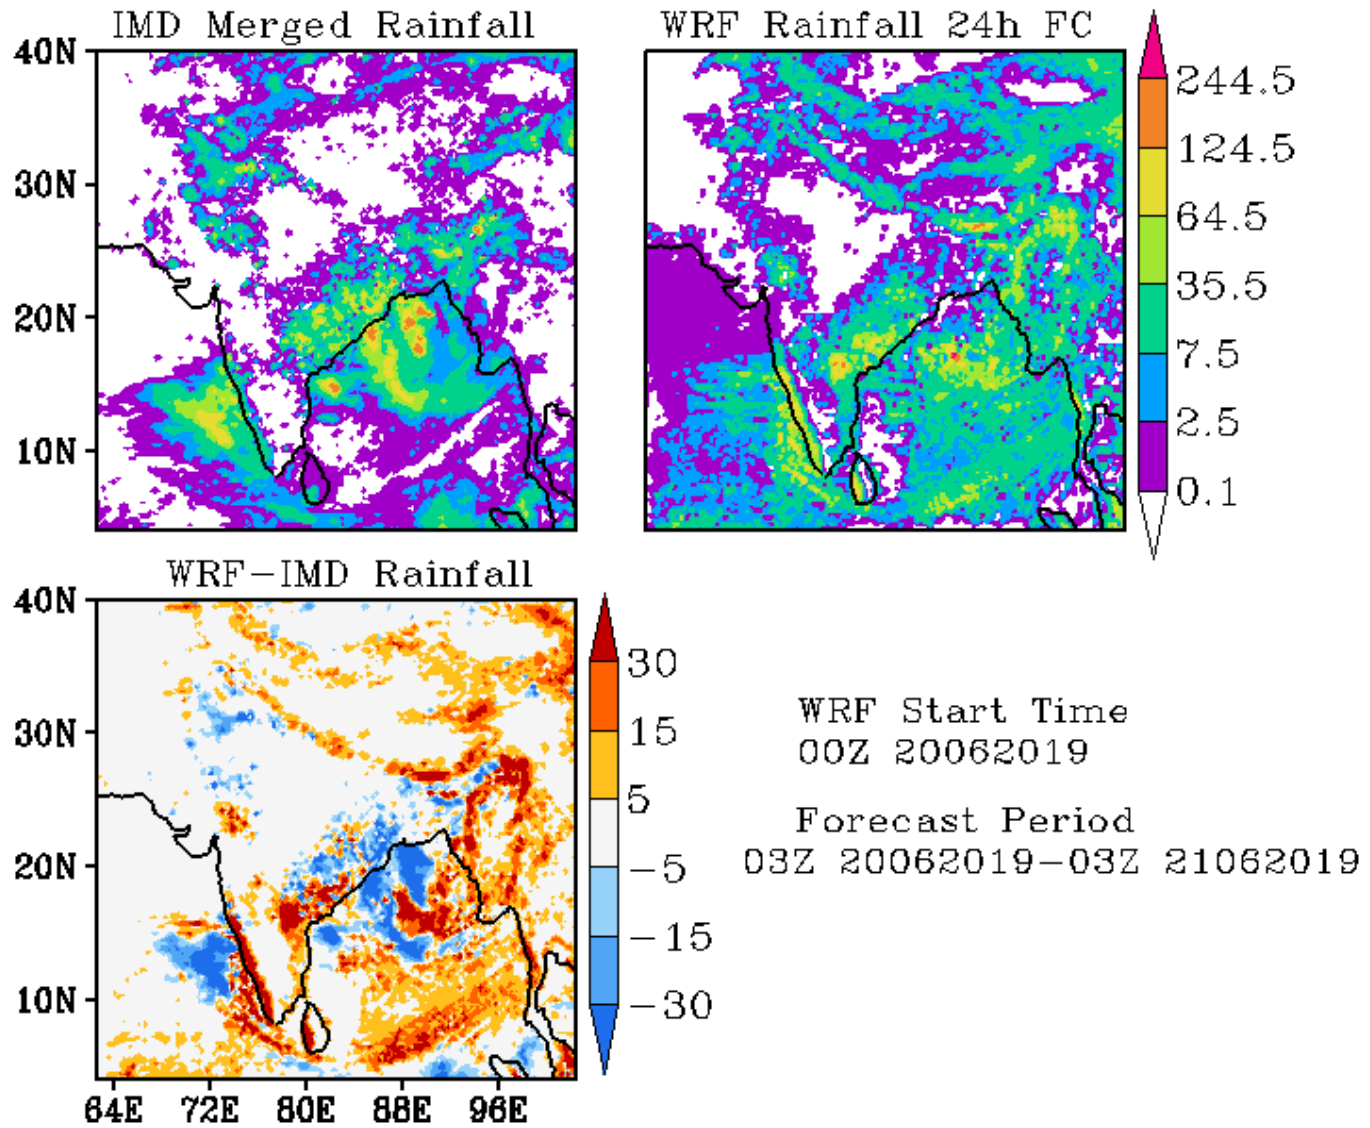 IMD Merged Rainfall
WRF Rainfall 24h FC
40N
30N
20N
10N
244.5
124.5
64.5
35.5
7.5
2.5
0.1
WRF-IMD Rainfall
40N
30N
20N
10N
64E 72E 80E 88E 96E
30
15
5
-5
-15
-30
WRF Start Time
00Z 20062019
Forecast Period
03Z 20062019-03Z 21062019